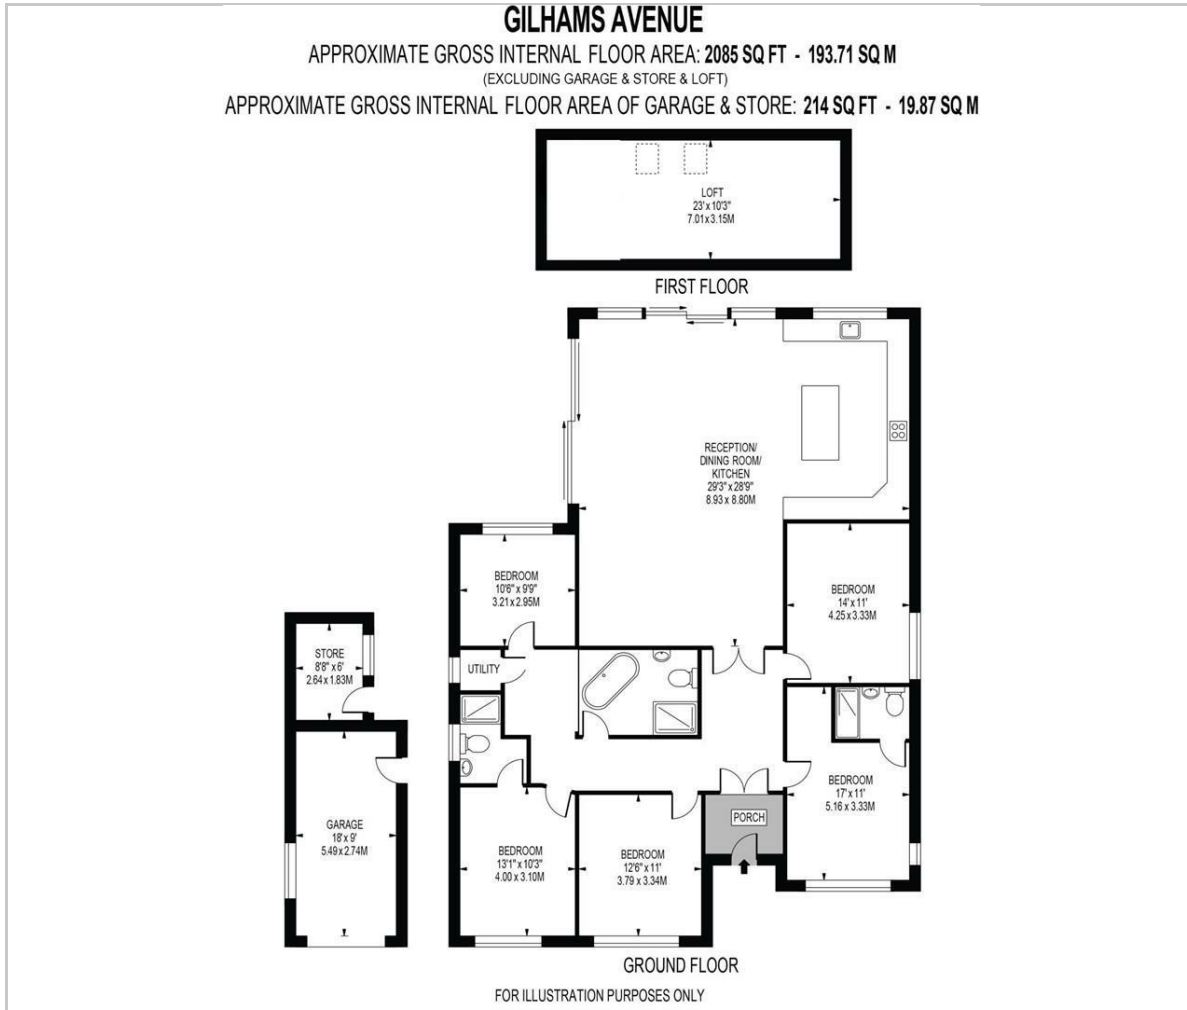 GILHAMS AVENUE
APPROXIMATE GROSS INTERNAL FLOOR AREA: 2085 SQ FT - 193.71 SQ M
(EXCLUDING GARAGE & STORE & LOFT)
APPROXIMATE GROSS INTERNAL FLOOR AREA OF GARAGE & STORE: 214 SQ FT - 19.87 SQ M
LOFT
23' x 10'3"
7.01 x 3.15M
FIRST FLOOR
RECEPTION/
DINING ROOM/
KITCHEN
29'3" x 28'9"
8.93 x 8.80M
BEDROOM
10'6" x 9'9"
3.21 x 2.95M
BEDROOM
14' x 11'
4.25 x 3.33M
STORE
8'8" x 6'
2.64 x 1.83M
UTILITY
BEDROOM
17' x 11'
5.16 x 3.33M
GARAGE
18' x 9'
5.49 x 2.74M
PORCH
BEDROOM
13'1" x 10'3"
4.00 x 3.10M
BEDROOM
12'6" x 11'
3.79 x 3.34M
GROUND FLOOR
FOR ILLUSTRATION PURPOSES ONLY